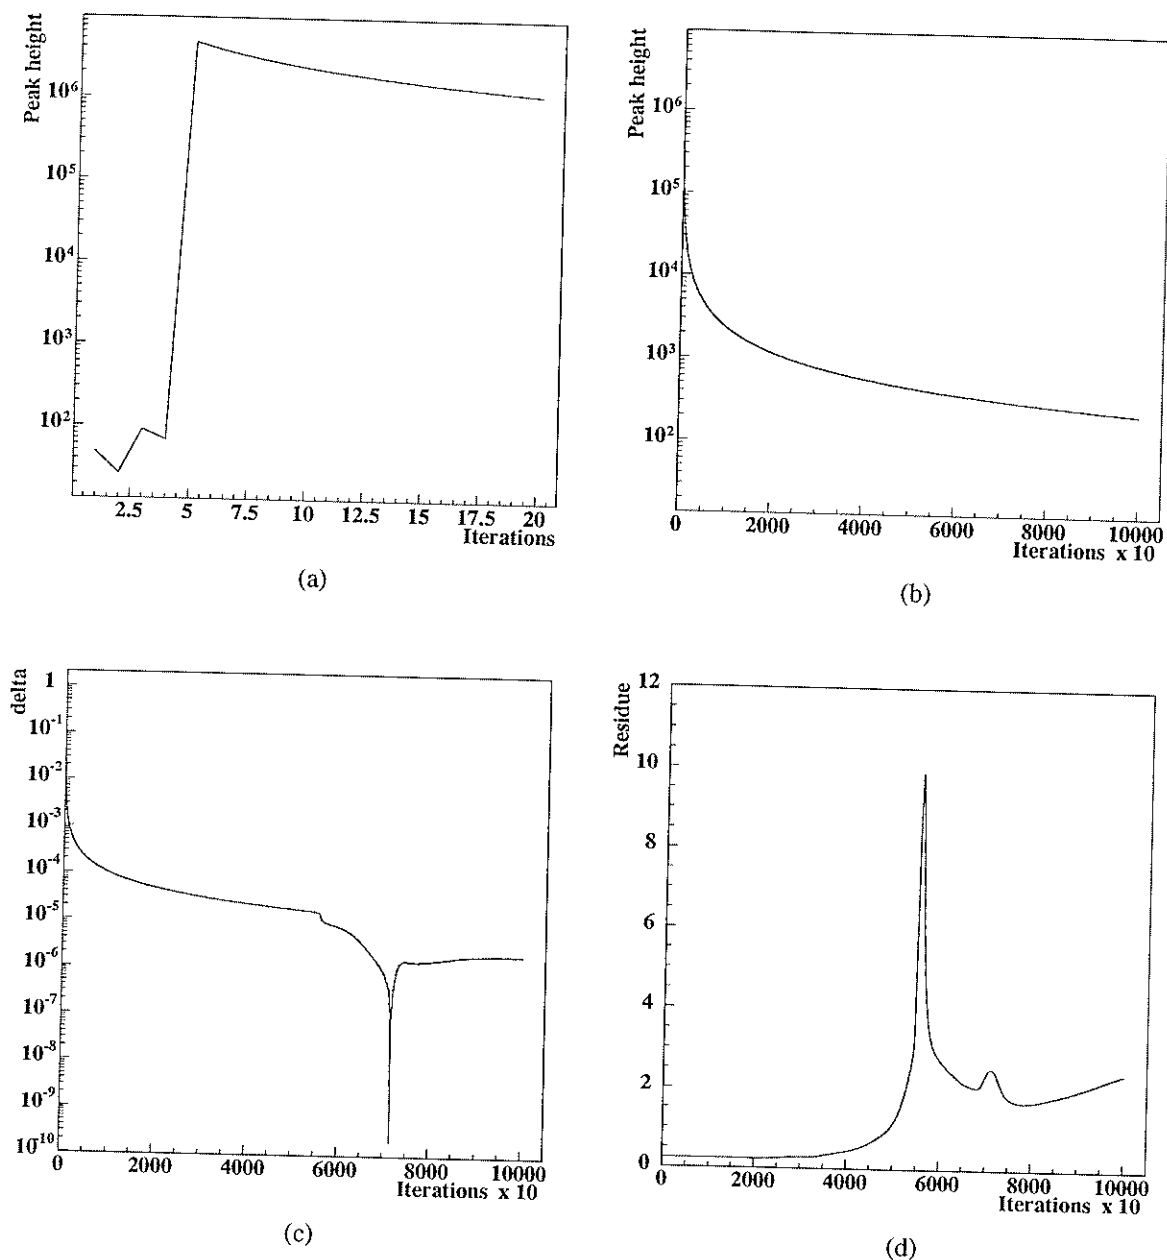 Peak height
10^6
10^5
10^4
10^3
10^2
2.5 5 7.5 10 12.5 15 17.5 20
Iterations
(a)
Peak height
10^6
10^5
10^4
10^3
10^2
0 2000 4000 6000 8000 10000
Iterations x 10
(b)
delta
1
10^-1
10^-2
10^-3
10^-4
10^-5
10^-6
10^-7
10^-8
10^-9
10^-10
0 2000 4000 6000 8000 10000
Iterations x 10
(c)
Residue
12
10
8
6
4
2
0
0 2000 4000 6000 8000 10000
Iterations x 10
(d)